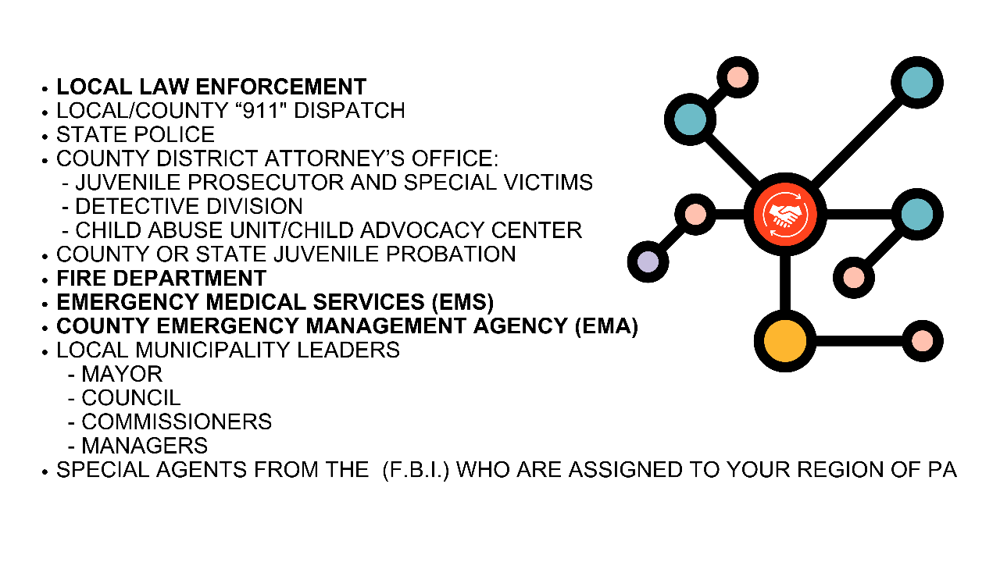 • LOCAL LAW ENFORCEMENT
• LOCAL/COUNTY “911" DISPATCH
• STATE POLICE
• COUNTY DISTRICT ATTORNEY’S OFFICE:
- JUVENILE PROSECUTOR AND SPECIAL VICTIMS
- DETECTIVE DIVISION
- CHILD ABUSE UNIT/CHILD ADVOCACY CENTER
• COUNTY OR STATE JUVENILE PROBATION
• FIRE DEPARTMENT
• EMERGENCY MEDICAL SERVICES (EMS)
• COUNTY EMERGENCY MANAGEMENT AGENCY (EMA)
• LOCAL MUNICIPALITY LEADERS
- MAYOR
- COUNCIL
- COMMISSIONERS
- MANAGERS
• SPECIAL AGENTS FROM THE  (F.B.I.) WHO ARE ASSIGNED TO YOUR REGION OF PA